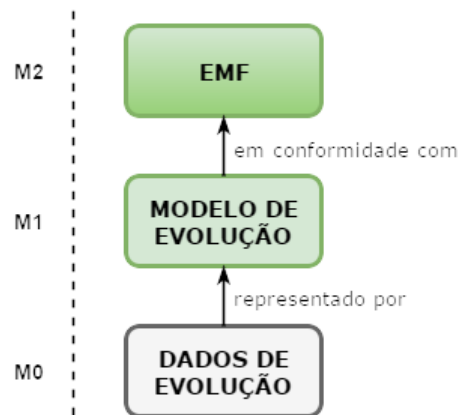 M2
EMF
em conformidade com
M1
MODELO DE
EVOLUÇÃO
representado por
M0
DADOS DE
EVOLUÇÃO